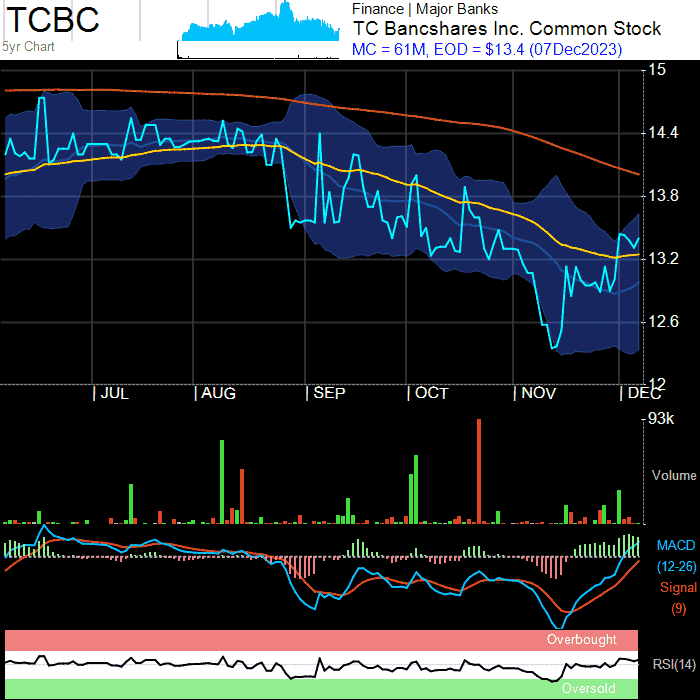 TCBC
5yr Chart
Finance | Major Banks
TC Bancshares Inc. Common Stock
MC = 61M, EOD = $13.4 (07Dec2023)
15
14.4
13.8
13.2
12.6
12
JUL AUG SEP OCT NOV DEC
93k
Volume
MACD
(12-26)
Signal
(9)
Overbought
RSI(14)
Oversold